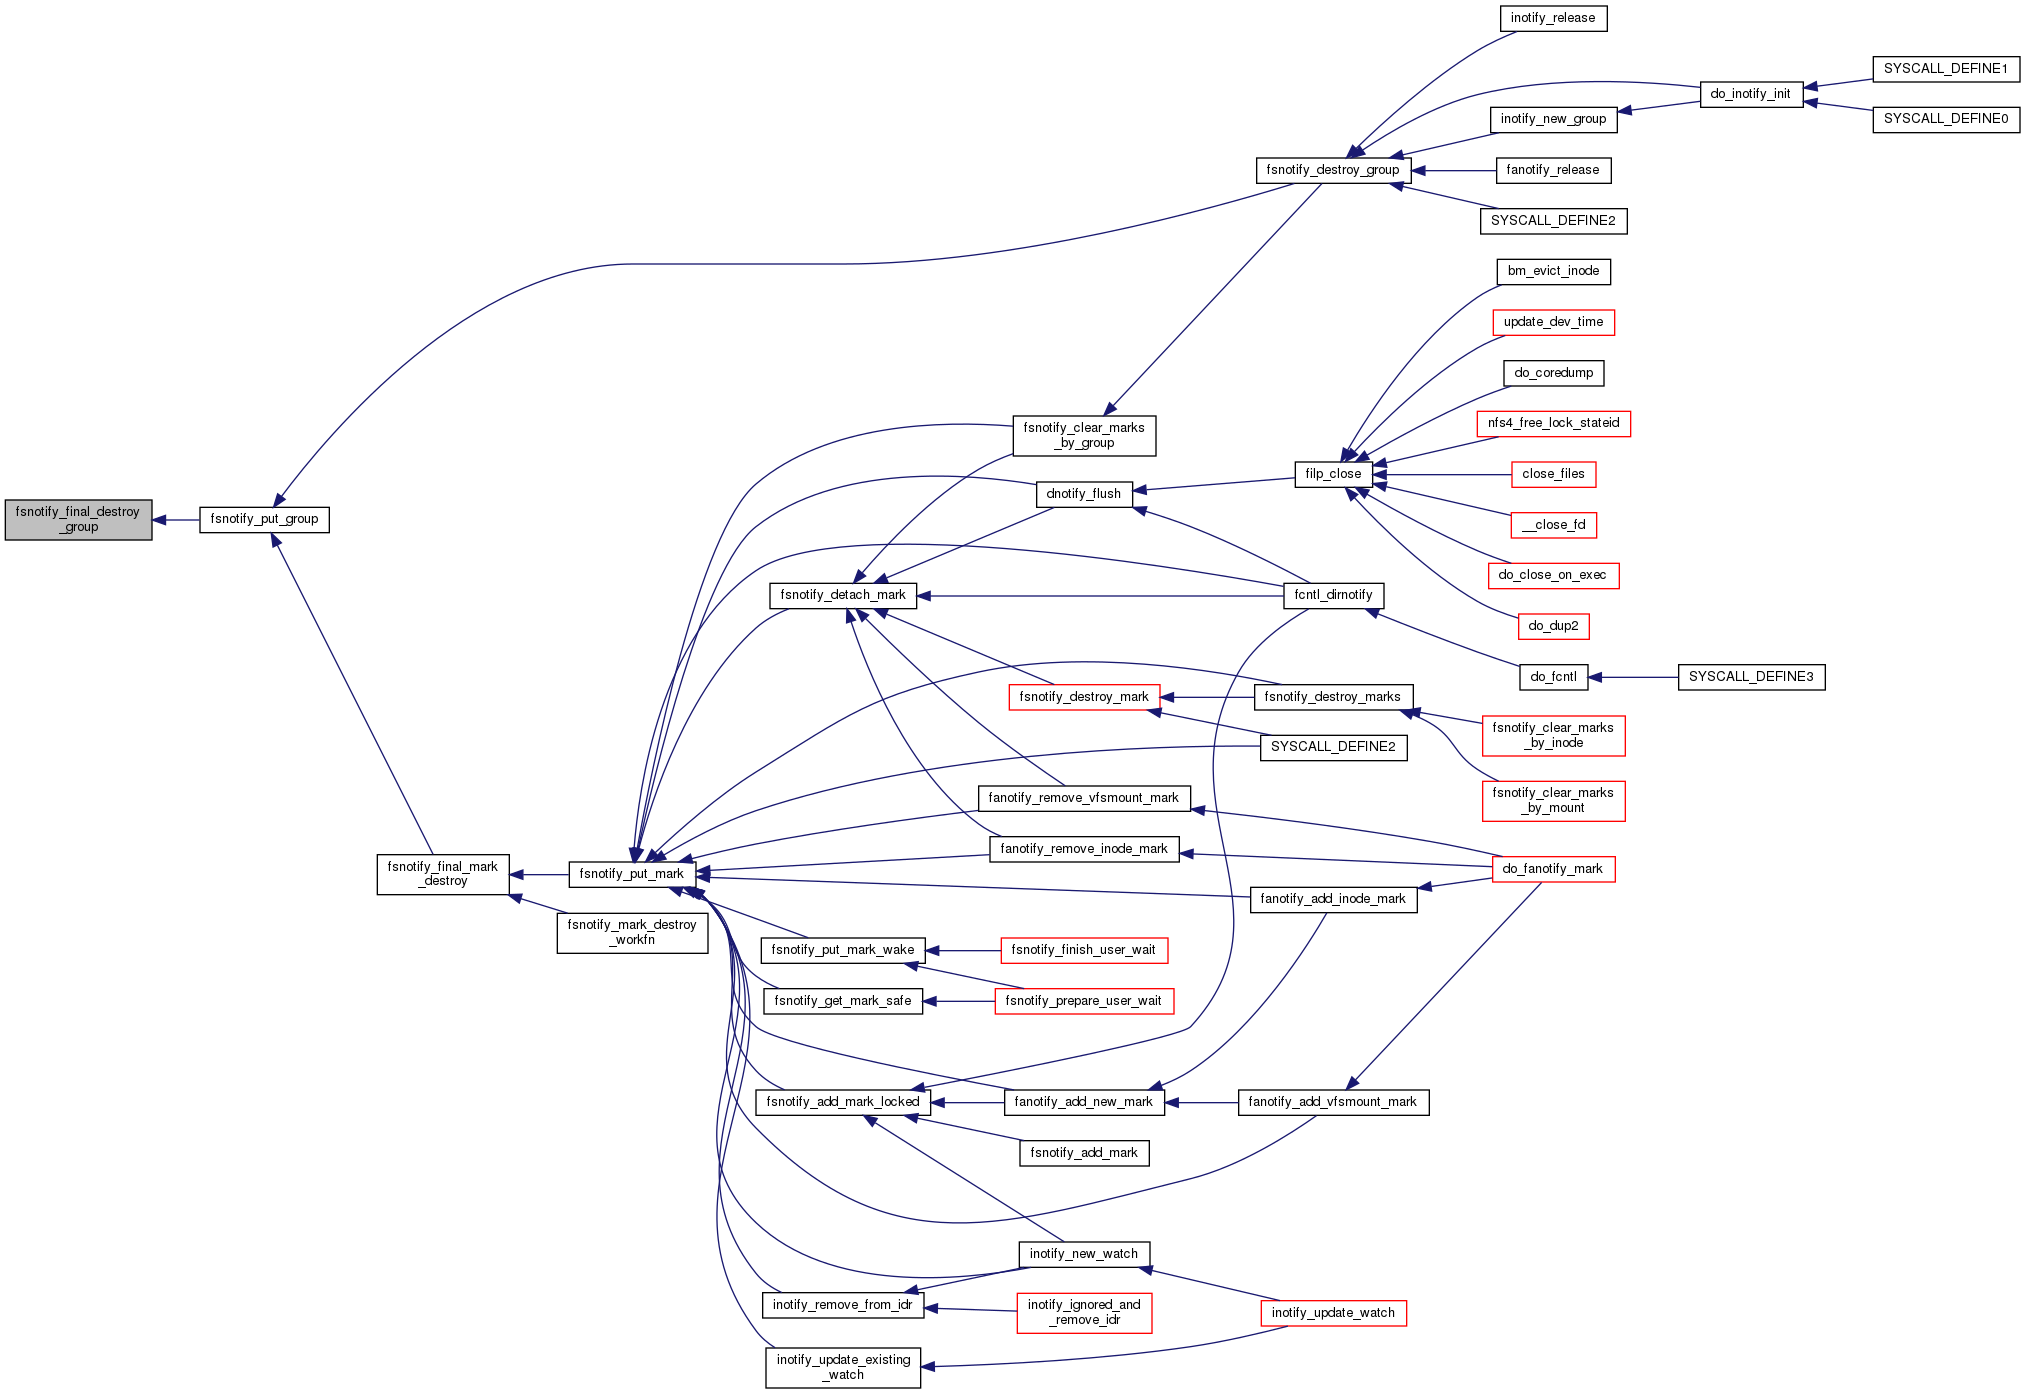 inotify_release
SYSCALL_DEFINE1
do_inotify_init
inotify_new_group
SYSCALL_DEFINE0
fsnotify_destroy_group
fanotify_release
SYSCALL_DEFINE2
bm_evict_inode
update_dev_time
do_coredump
fsnotify_clear_marks
_by_group
nfs4_free_lock_stateid
filp_close
close_files
dnotify_flush
fsnotify_final_destroy
_group
fsnotify_put_group
__close_fd
do_close_on_exec
fsnotify_detach_mark
fcntl_dirnotify
do_dup2
do_fcntl
SYSCALL_DEFINE3
fsnotify_destroy_mark
fsnotify_destroy_marks
fsnotify_clear_marks
_by_inode
SYSCALL_DEFINE2
fsnotify_clear_marks
_by_mount
fanotify_remove_vfsmount_mark
fanotify_remove_inode_mark
do_fanotify_mark
fsnotify_final_mark
_destroy
fsnotify_put_mark
fanotify_add_inode_mark
fsnotify_mark_destroy
_workfn
fsnotify_put_mark_wake
fsnotify_finish_user_wait
fsnotify_get_mark_safe
fsnotify_prepare_user_wait
fsnotify_add_mark_locked
fanotify_add_new_mark
fanotify_add_vfsmount_mark
fsnotify_add_mark
inotify_new_watch
inotify_remove_from_idr
inotify_ignored_and
_remove_idr
inotify_update_watch
inotify_update_existing
_watch